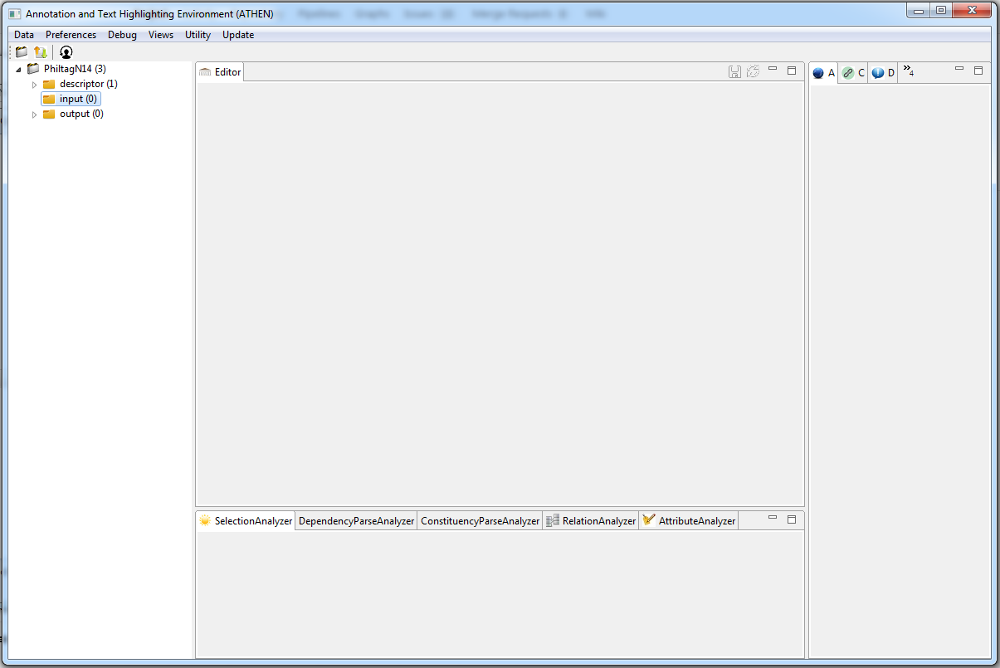 Annotation and Text Highlighting Environment (ATHEN)
Data Preferences Debug Views Utility Update
PhiltagN14 (3)
descriptor (1)
input (0)
output (0)
Editor
A C D »4
SelectionAnalyzer DependencyParseAnalyzer ConstituencyParseAnalyzer RelationAnalyzer AttributeAnalyzer